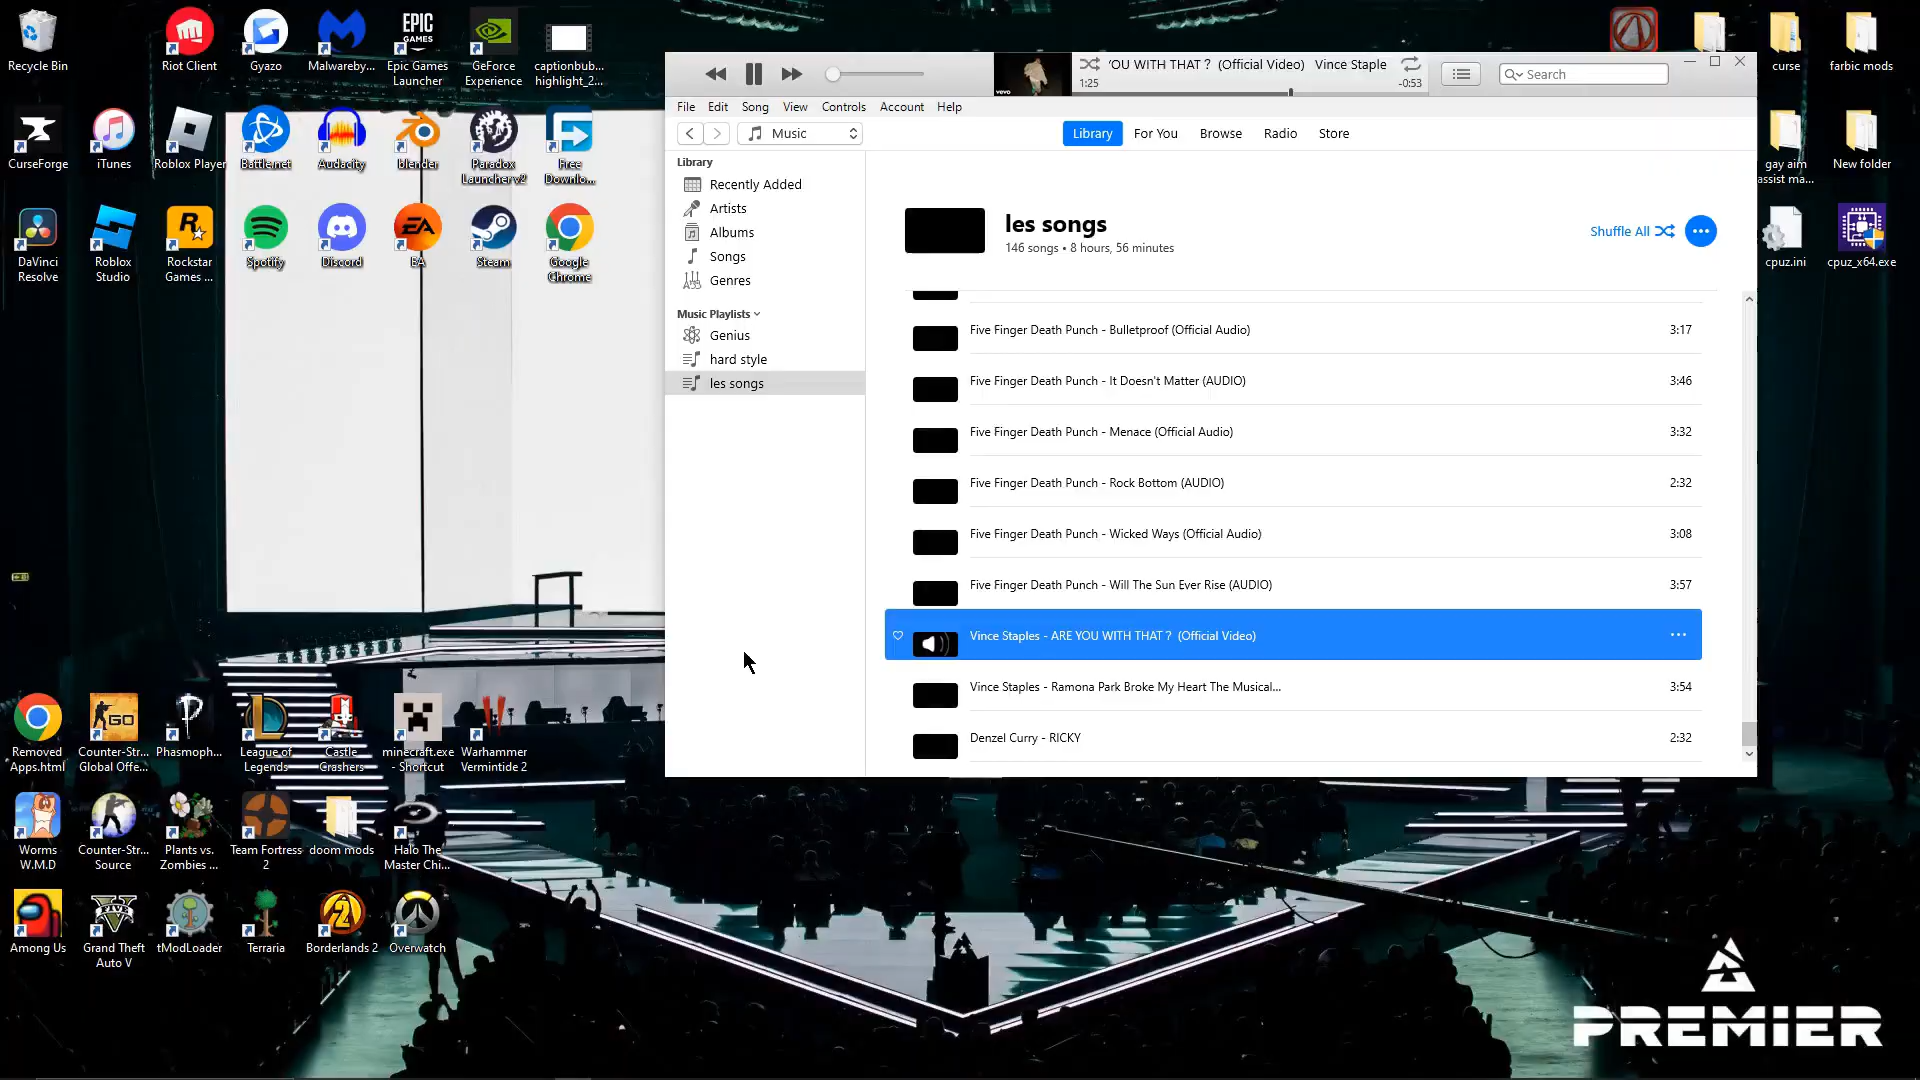 Recycle Bin
Riot Client
Gyazo
Malwareby...
EPIC
GAMES
Epic Games
Launcher
GeForce
Experience
captionbub...
highlight_2...
curse
farbic mods
CurseForge
iTunes
Roblox Player
Battle.net
Audacity
blender
Paradox
Launcher v2
Free
Downlo...
gay aim
assist ma...
New folder
DaVinci
Resolve
Roblox
Studio
Rockstar
Games ...
Spotify
Discord
EA
EA
Steam
Google
Chrome
cpuz.ini
cpuz_x64.exe
vevo
'OU WITH THAT？ (Official Video)   Vince Staple
1:25
-0:53
Search
File Edit Song View Controls Account Help
Music
Library For You Browse Radio Store
Library
Recently Added
Artists
Albums
Songs
Genres
Music Playlists
Genius
hard style
les songs
les songs
146 songs • 8 hours, 56 minutes
Shuffle All
Five Finger Death Punch - Bulletproof (Official Audio) 3:17
Five Finger Death Punch - It Doesn't Matter (AUDIO) 3:46
Five Finger Death Punch - Menace (Official Audio) 3:32
Five Finger Death Punch - Rock Bottom (AUDIO) 2:32
Five Finger Death Punch - Wicked Ways (Official Audio) 3:08
Five Finger Death Punch - Will The Sun Ever Rise (AUDIO) 3:57
Vince Staples - ARE YOU WITH THAT？ (Official Video) ...
Vince Staples - Ramona Park Broke My Heart The Musical... 3:54
Denzel Curry - RICKY 2:32
Removed
Apps.html
GO
Counter-Str...
Global Offe...
Phasmoph...
League of
Legends
Castle
Crashers
minecraft.exe
- Shortcut
Warhammer
Vermintide 2
Worms
W.M.D
Counter-Str...
Source
Plants vs.
Zombies ...
Team Fortress
2
doom mods
Halo The
Master Chi...
Among Us
FIVE
Grand Theft
Auto V
tModLoader
Terraria
Borderlands 2
Overwatch
PREMIER